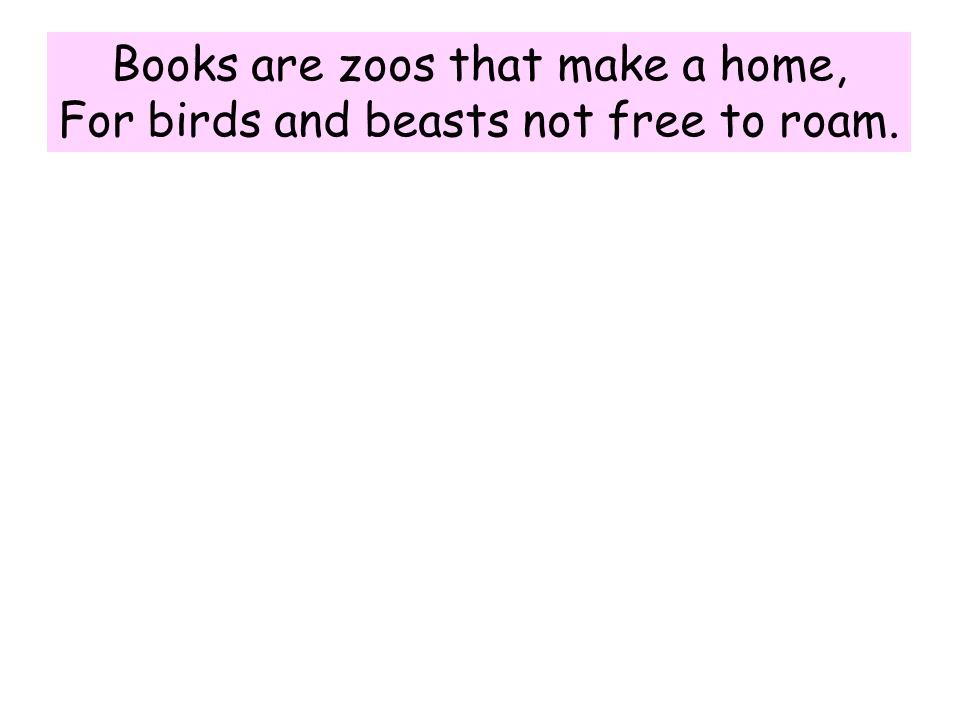 Books are zoos that make a home,
For birds and beasts not free to roam.